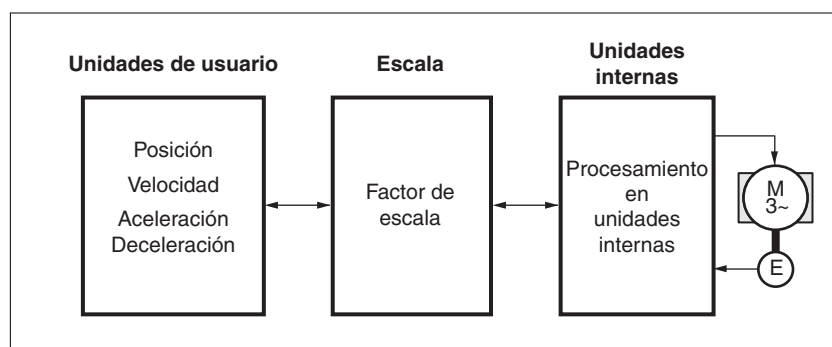 Unidades de usuario
Escala
Unidades
internas
Posición
Velocidad
Aceleración
Deceleración
Factor de
escala
Procesamiento
en
unidades
internas
M
3~
E